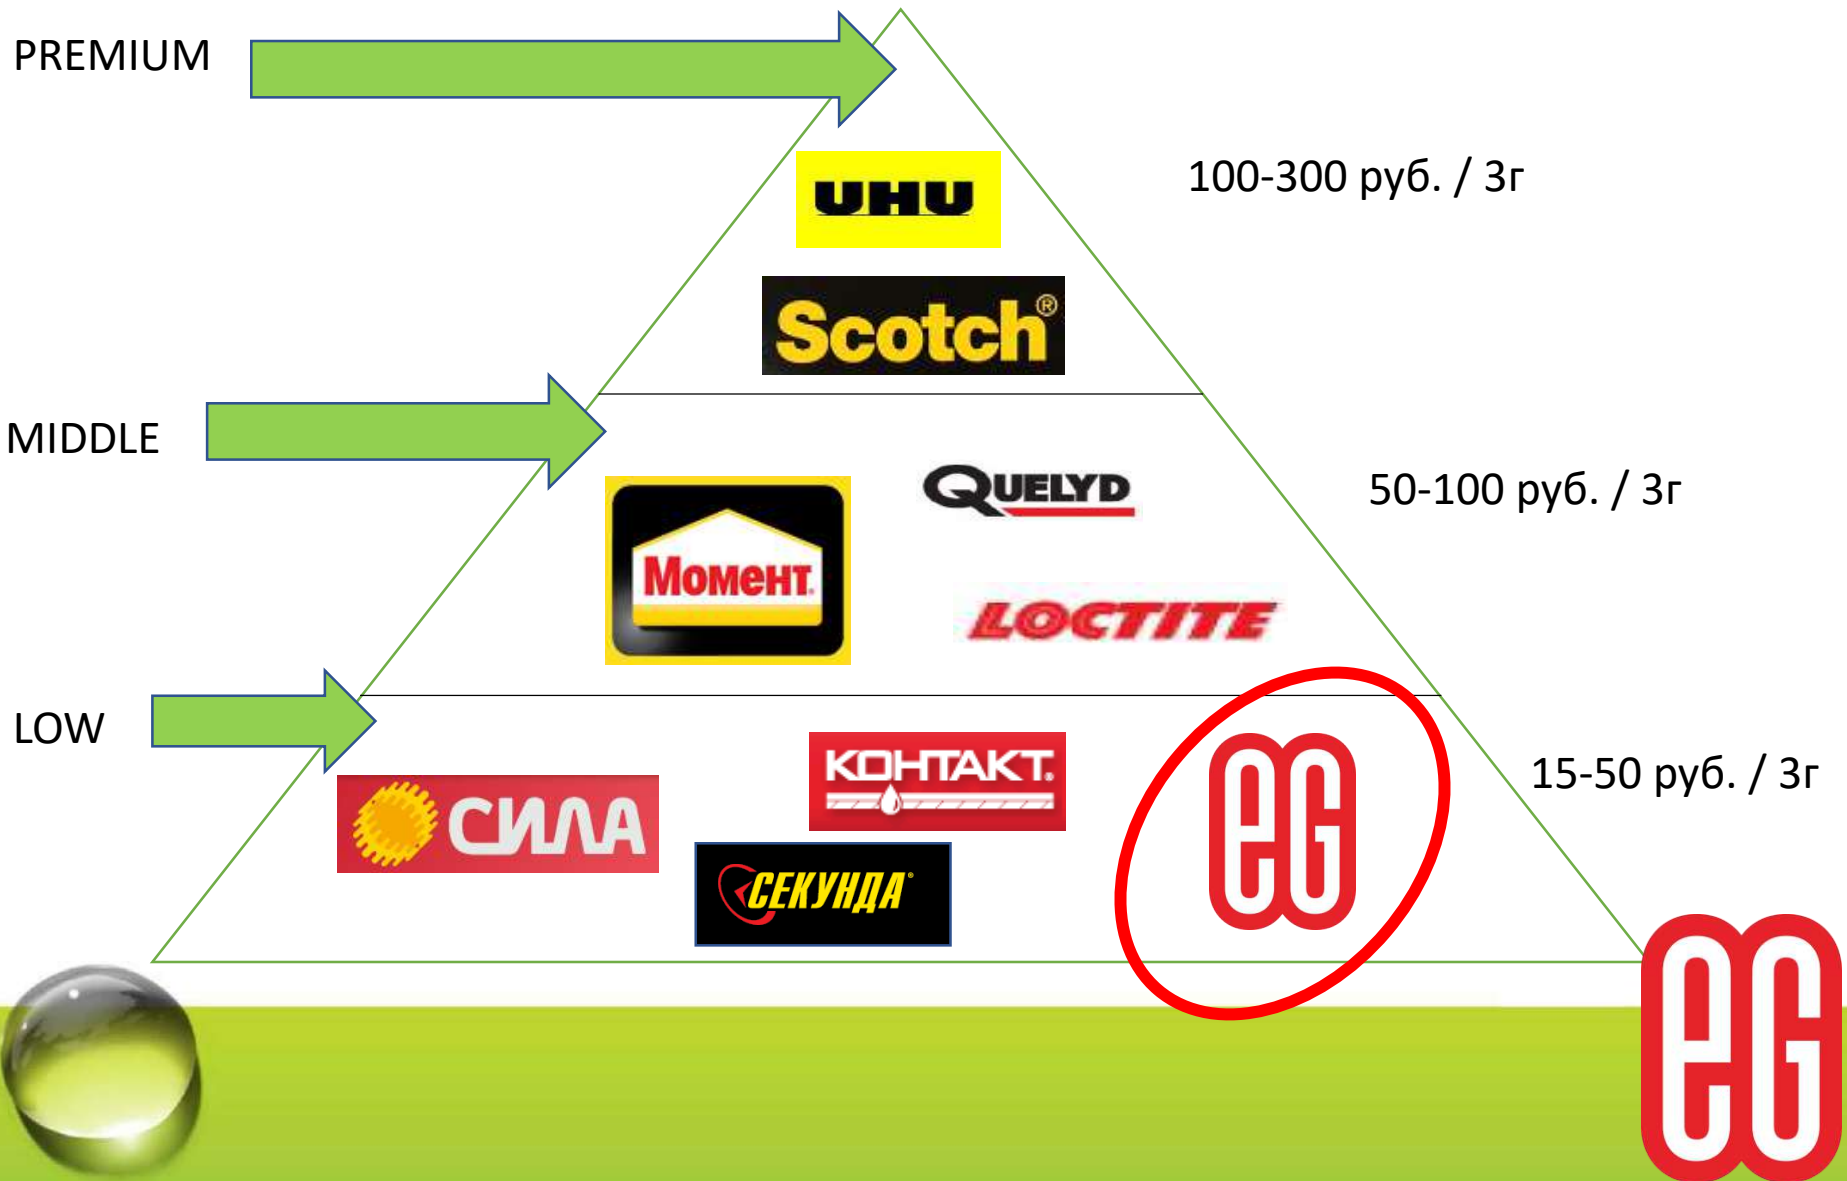 PREMIUM
UHU
100-300 руб. / 3г
Scotch®
MIDDLE
QUELYD
50-100 руб. / 3г
Момент
LOCTITE
LOW
КОНТАКТ
eG
15-50 руб. / 3г
СИЛА
СЕКУНДА®
eG